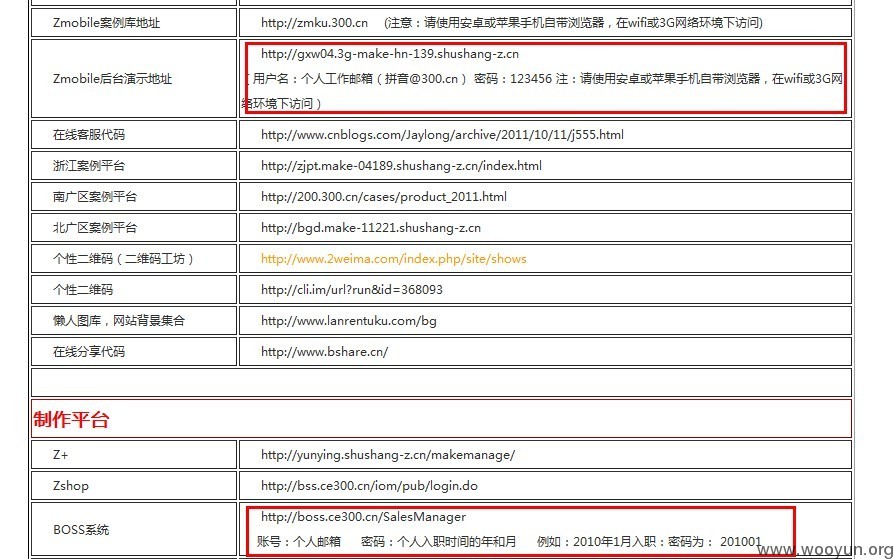 Zmobile案例库地址 http://zmku.300.cn (注意：请使用安卓或苹果手机自带浏览器，在wifi或3G网络环境下访问)
http://gxw04.3g-make-hn-139.shushang-z.cn
Zmobile后台演示地址 （用户名：个人工作邮箱（拼音@300.cn） 密码：123456 注：请使用安卓或苹果手机自带浏览器，在wifi或3G网
络环境下访问）
在线客服代码 http://www.cnblogs.com/Jaylong/archive/2011/10/11/j555.html
浙江案例平台 http://zjpt.make-04189.shushang-z.cn/index.html
南广区案例平台 http://200.300.cn/cases/product_2011.html
北广区案例平台 http://bgd.make-11221.shushang-z.cn
个性二维码（二维码工坊） http://www.2weima.com/index.php/site/shows
个性二维码 http://cli.im/url?run&id=368093
懒人图库，网站背景集合 http://www.lanrentuku.com/bg
在线分享代码 http://www.bshare.cn/
制作平台
Z+ http://yunying.shushang-z.cn/makemanage/
Zshop http://bss.ce300.cn/iom/pub/login.do
http://boss.ce300.cn/SalesManager
BOSS系统 账号：个人邮箱 密码：个人入职时间的年和月 例如：2010年1月入职：密码为： 201001
www.wooyun.org